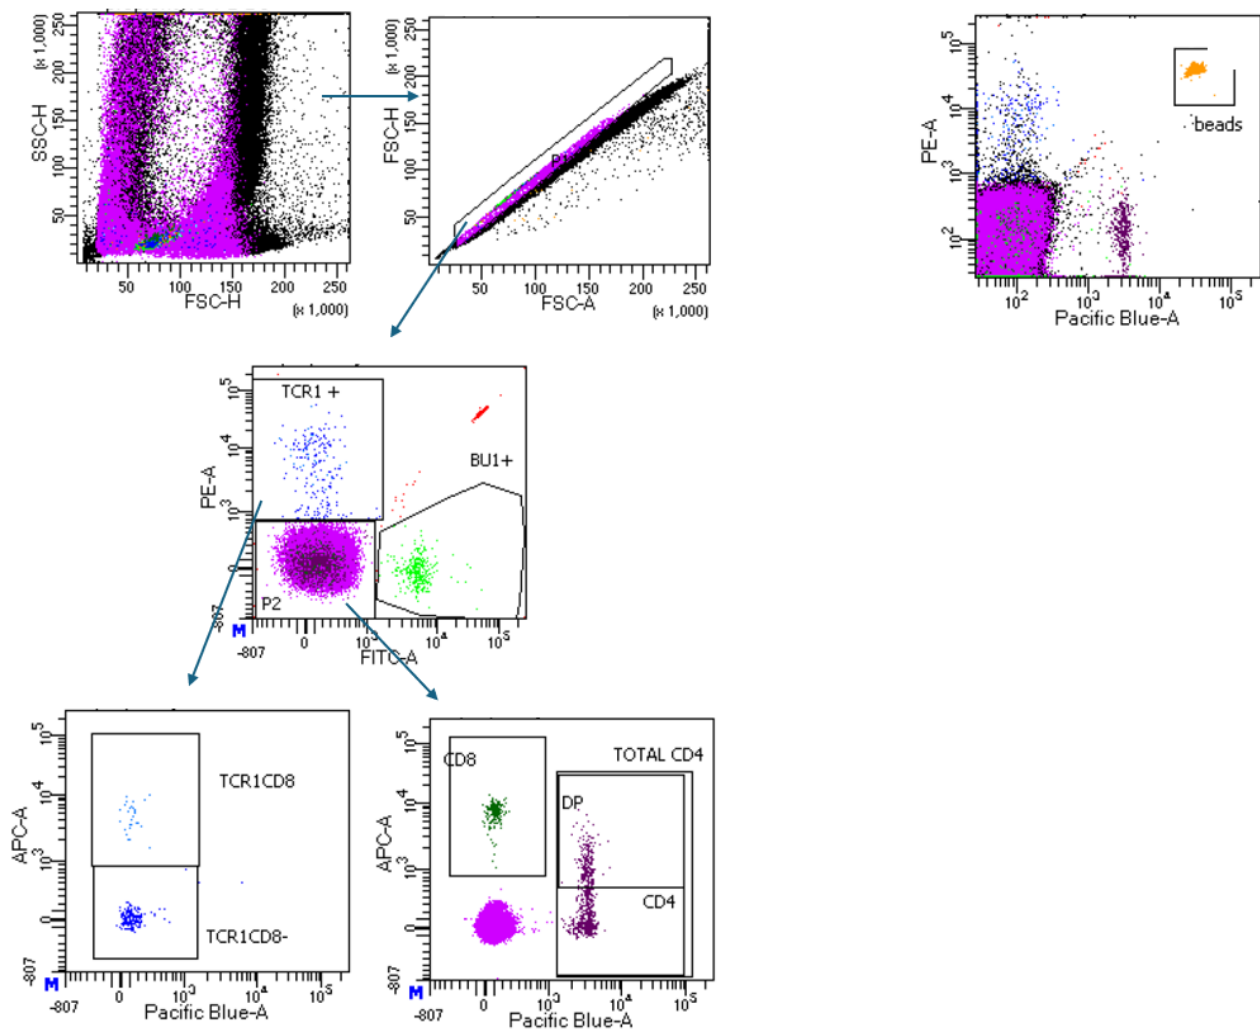 SSC-H
(x 1,000)
250
200
150
100
50
50 100 150 200 250
FSC-H
(x 1,000)
FSC-H
(x 1,000)
250
200
150
100
50
P1
50 100 150 200 250
FSC-A
(x 1,000)
PE-A
10^5
10^4
10^3
10^2
beads
10^2 10^3 10^4 10^5
Pacific Blue-A
TCR1 +
BU1+
PE-A
10^5
10^4
10^3
0
-807
P2
M
-807
0 10^3 10^4 10^5
FITC-A
APC-A
10^5
10^4
10^3
0
-807
TCR1CD8
TCR1CD8-
M
-807
0 10^3 10^4 10^5
Pacific Blue-A
APC-A
10^5
10^4
10^3
0
-807
CD8
TOTAL CD4
DP
CD4
M
-807
0 10^3 10^4 10^5
Pacific Blue-A